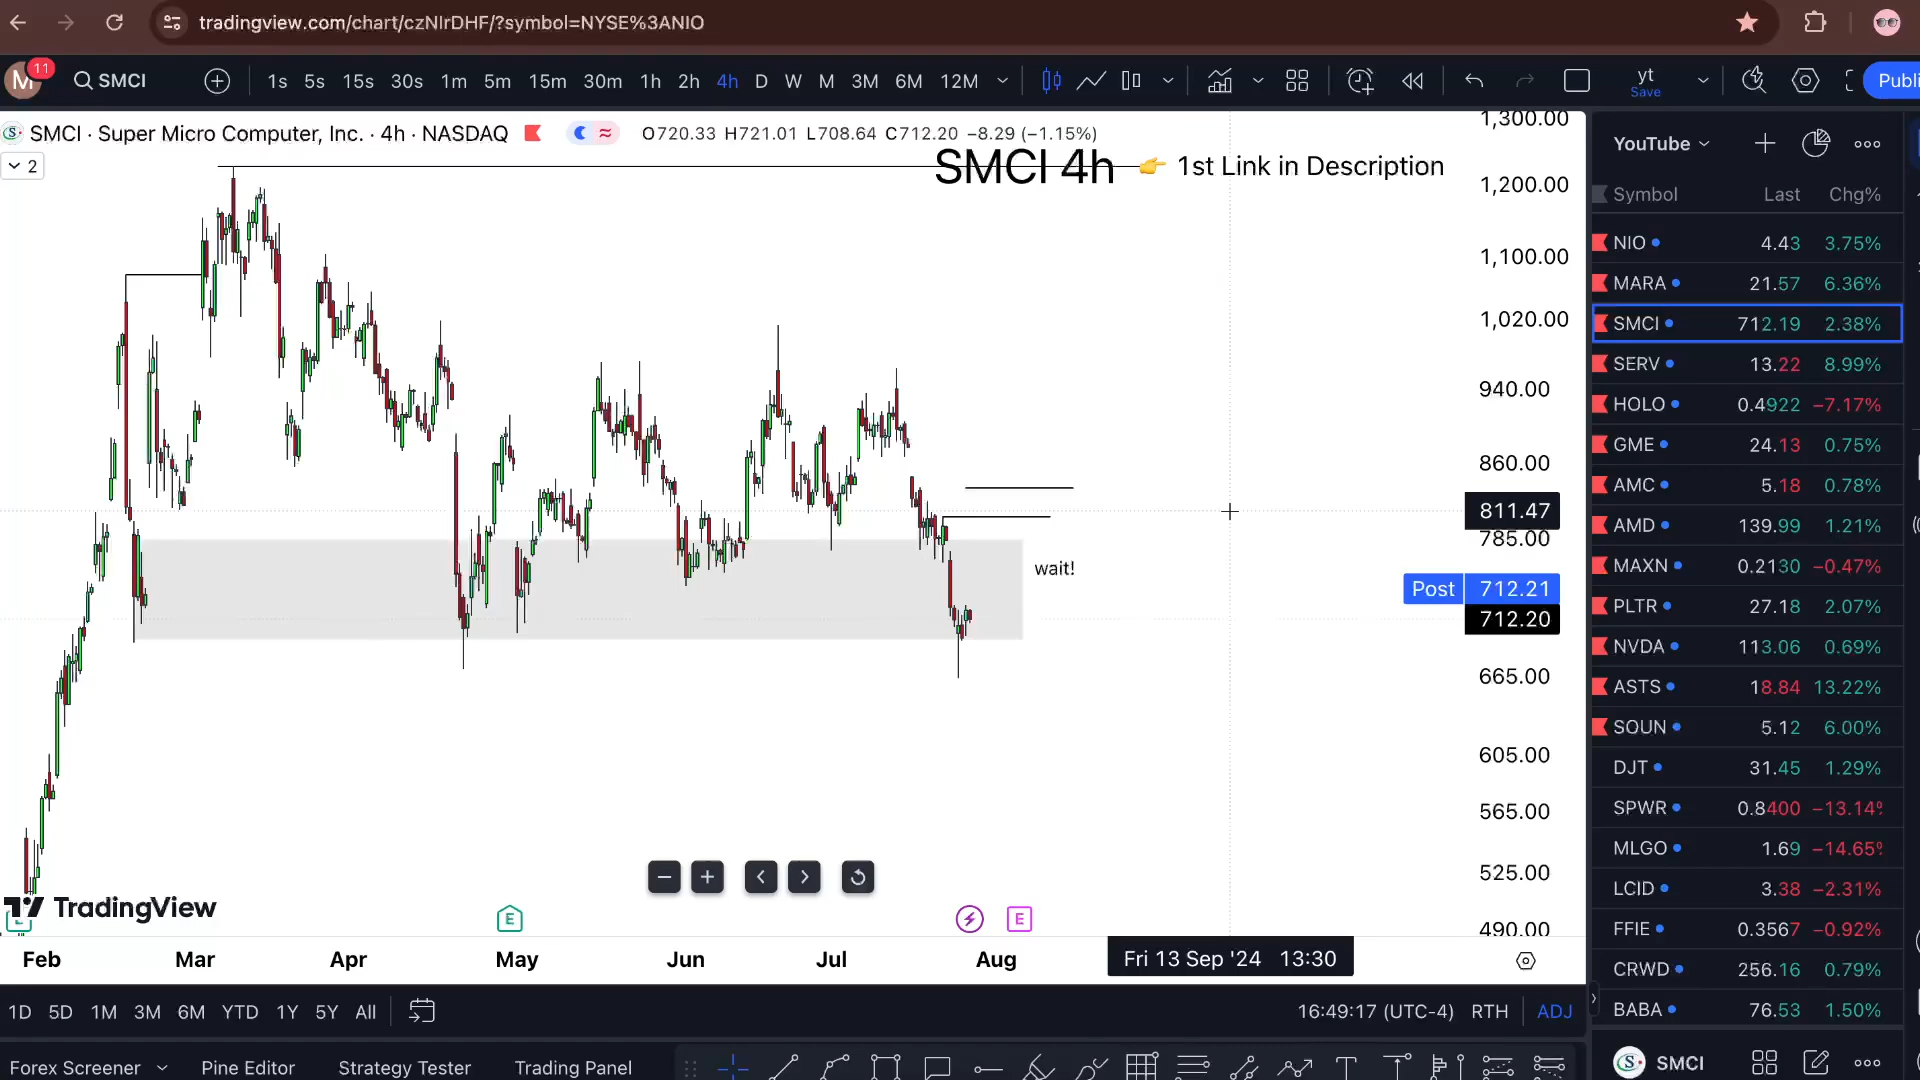 tradingview.com/chart/czNlrDHF/?symbol=NYSE%3ANIO
M 11 SMCI 1s 5s 15s 30s 1m 5m 15m 30m 1h 2h 4h D W M 3M 6M 12M yt Save Publi
SMCI · Super Micro Computer, Inc. · 4h · NASDAQ O720.33 H721.01 L708.64 C712.20 −8.29 (−1.15%)
2
SMCI 4h 👉 1st Link in Description
1,300.00
1,200.00
1,100.00
1,020.00
940.00
860.00
811.47
785.00
wait!
Post 712.21
712.20
665.00
605.00
565.00
525.00
490.00
TradingView
E E
Feb Mar Apr May Jun Jul Aug Fri 13 Sep '24 13:30
1D 5D 1M 3M 6M YTD 1Y 5Y All 16:49:17 (UTC-4) RTH ADJ
Forex Screener Pine Editor Strategy Tester Trading Panel
YouTube
Symbol Last Chg%
NIO 4.43 3.75%
MARA 21.57 6.36%
SMCI 712.19 2.38%
SERV 13.22 8.99%
HOLO 0.4922 −7.17%
GME 24.13 0.75%
AMC 5.18 0.78%
AMD 139.99 1.21%
MAXN 0.2130 −0.47%
PLTR 27.18 2.07%
NVDA 113.06 0.69%
ASTS 18.84 13.22%
SOUN 5.12 6.00%
DJT 31.45 1.29%
SPWR 0.8400 −13.14%
MLGO 1.69 −14.65%
LCID 3.38 −2.31%
FFIE 0.3567 −0.92%
CRWD 256.16 0.79%
BABA 76.53 1.50%
SMCI